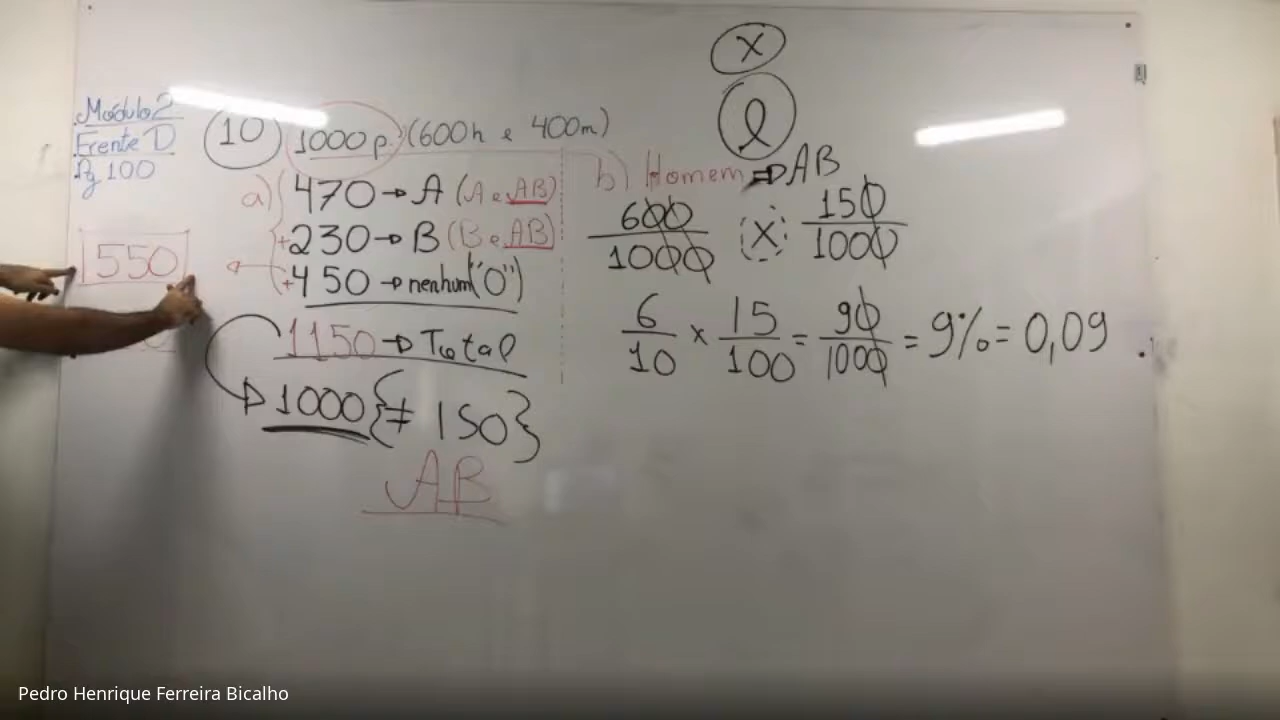 X
e
Módulo 2
Frente D
Pg 100
10
1000 p. (600h e 400m)
a) 470 → A (A e AB)
+230 → B (B e AB)
+450 → nenhum("O")
1150 → Total
1000 {≠ 150}
AB
550
b) Homem ⇒ AB
600/1000 X 150/1000
6/10 x 15/100 = 90/1000 = 9% = 0,09
Pedro Henrique Ferreira Bicalho